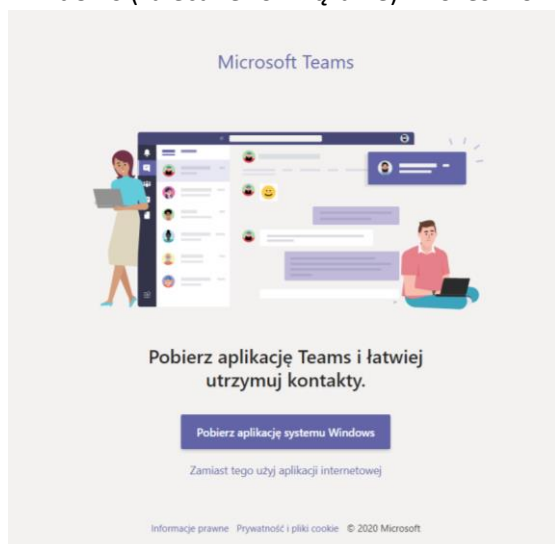 Microsoft Teams
Pobierz aplikację Teams i łatwiej
utrzymuj kontakty.
Pobierz aplikację systemu Windows
Zamiast tego użyj aplikacji internetowej
Informacje prawne Prywatność i pliki cookie © 2020 Microsoft